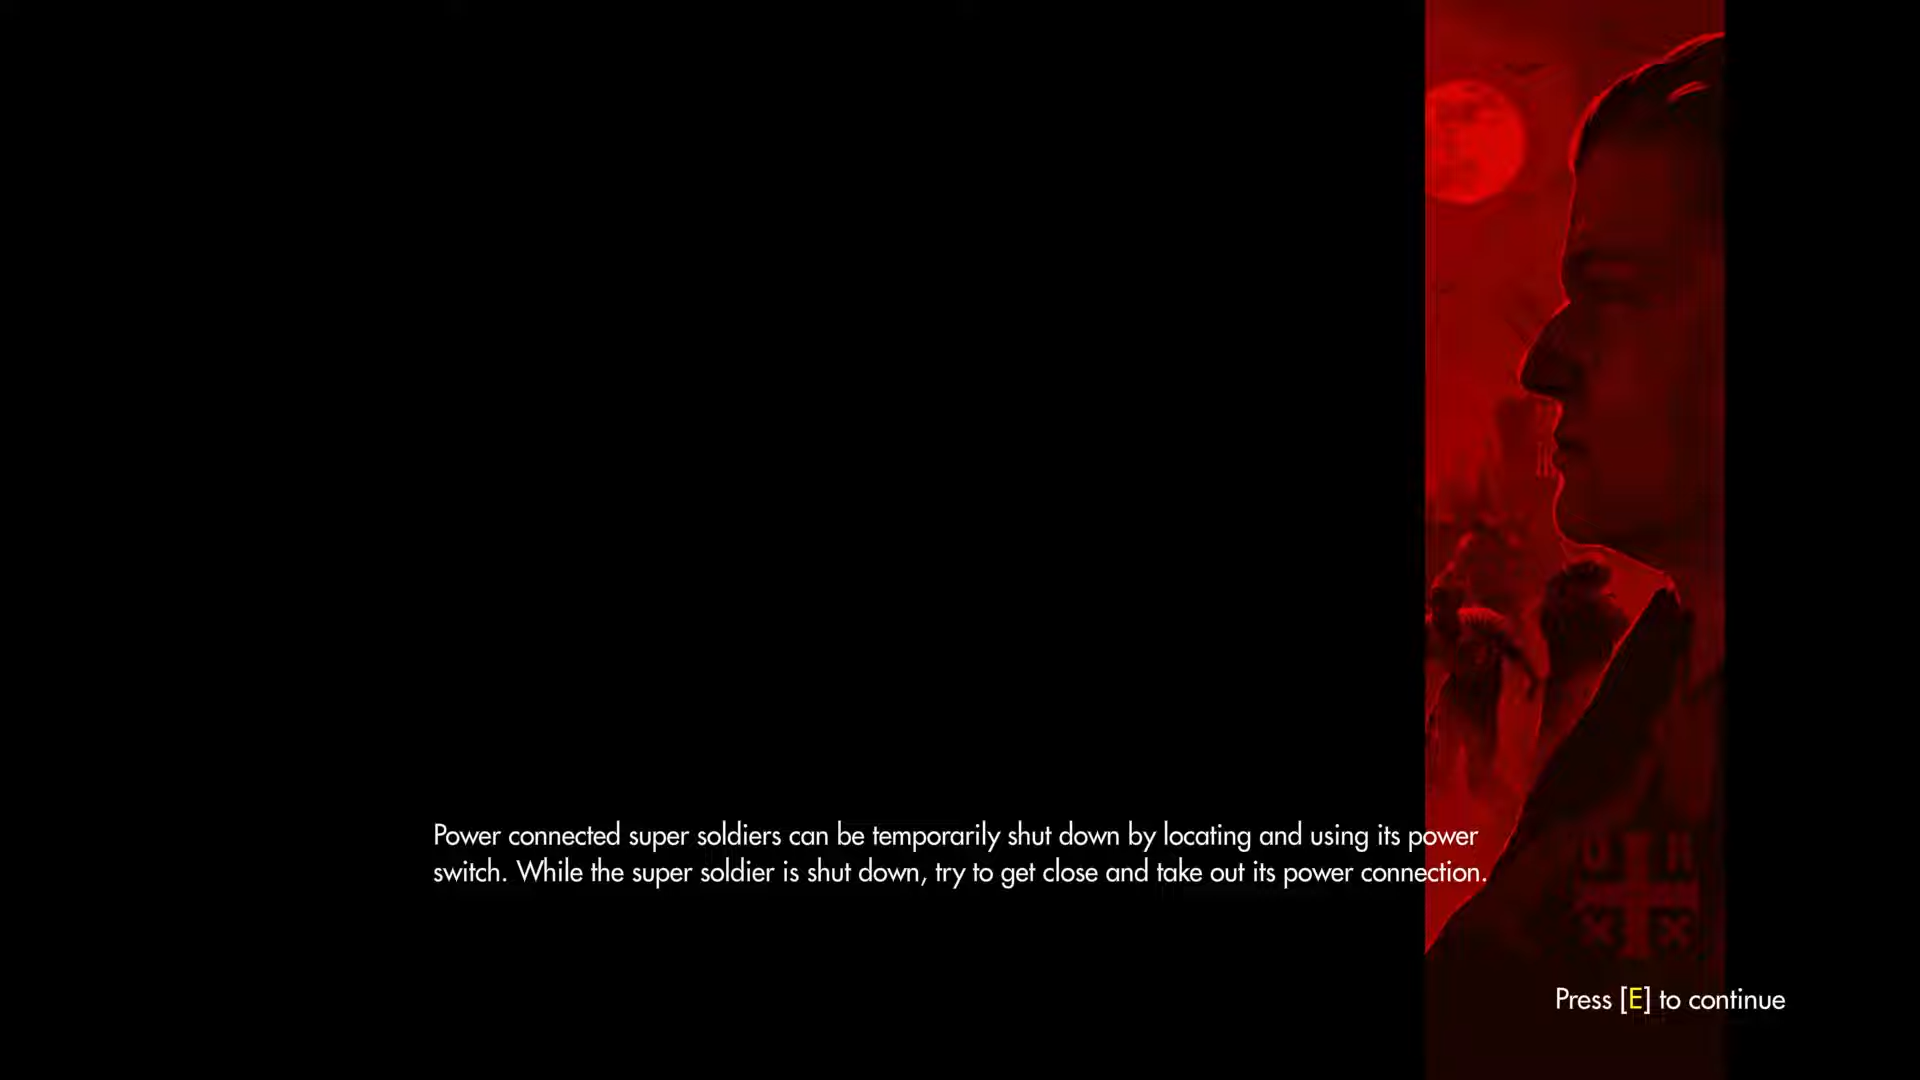 Power connected super soldiers can be temporarily shut down by locating and using its power
switch. While the super soldier is shut down, try to get close and take out its power connection.
Press [E] to continue